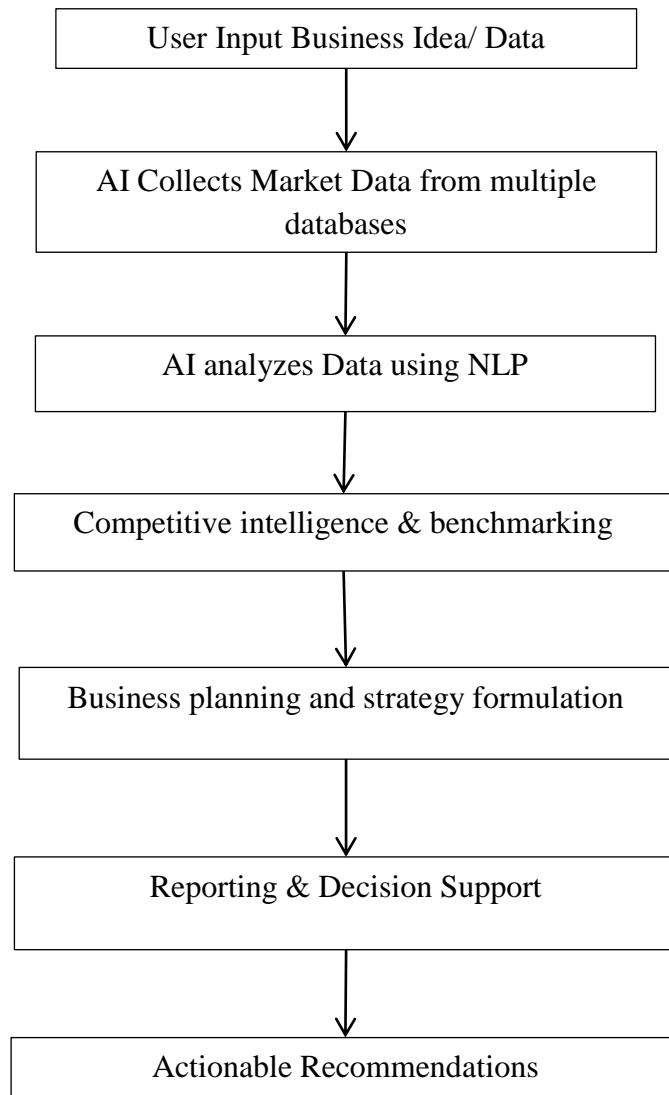 User Input Business Idea/ Data
AI Collects Market Data from multiple
databases
AI analyzes Data using NLP
Competitive intelligence & benchmarking
Business planning and strategy formulation
Reporting & Decision Support
Actionable Recommendations